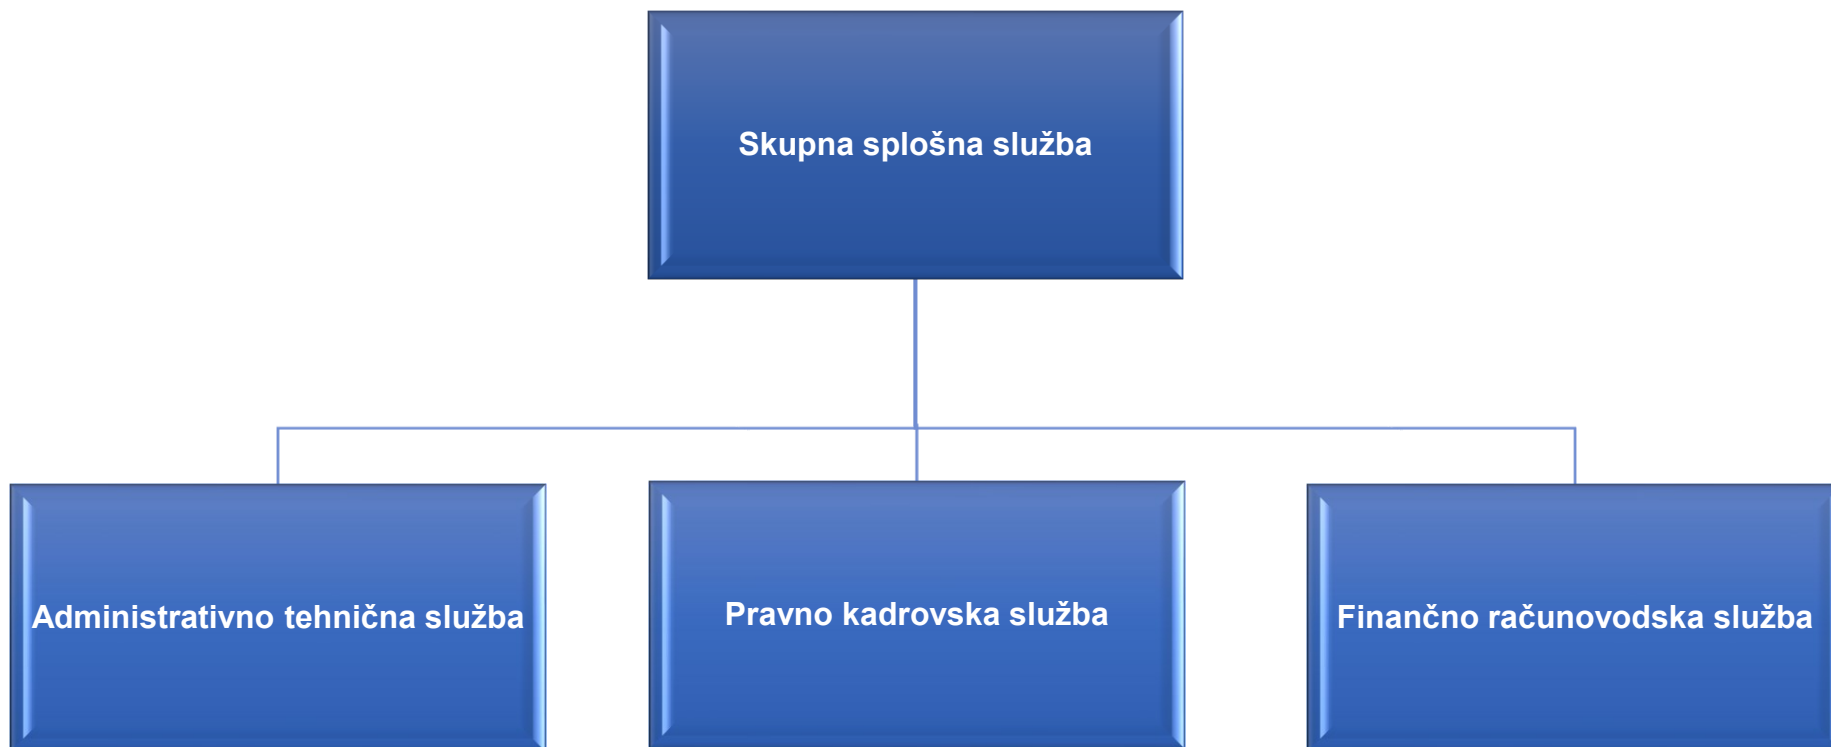 Skupna splošna služba
Administrativno tehnična služba
Pravno kadrovska služba
Finančno računovodska služba